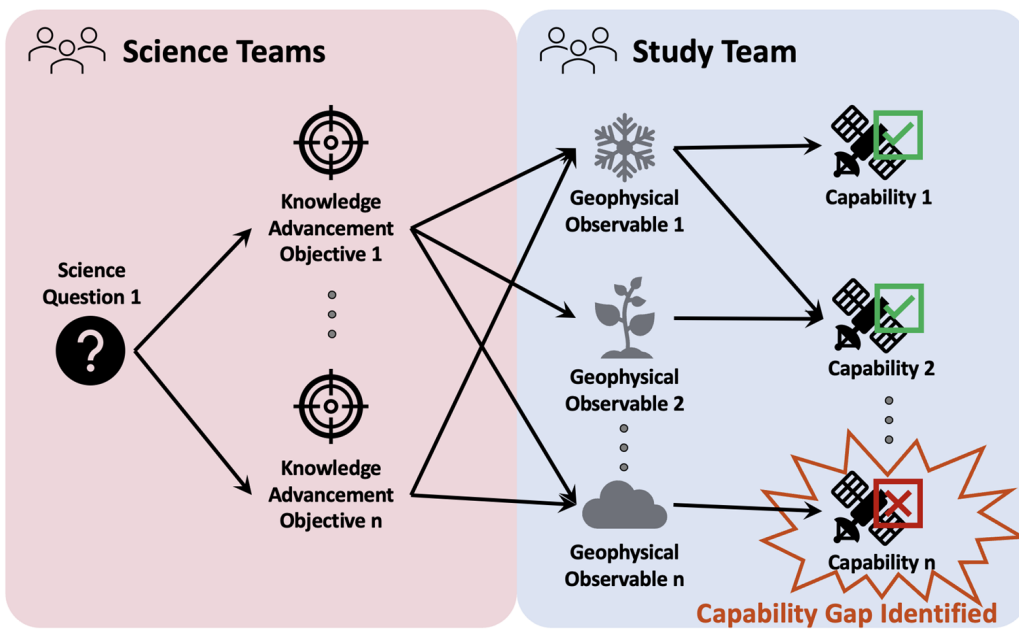 Science Teams
Study Team
Knowledge
Advancement
Objective 1
Geophysical
Observable 1
Capability 1
Science
Question 1
?
Geophysical
Observable 2
Capability 2
Knowledge
Advancement
Objective n
Geophysical
Observable n
Capability n
Capability Gap Identified